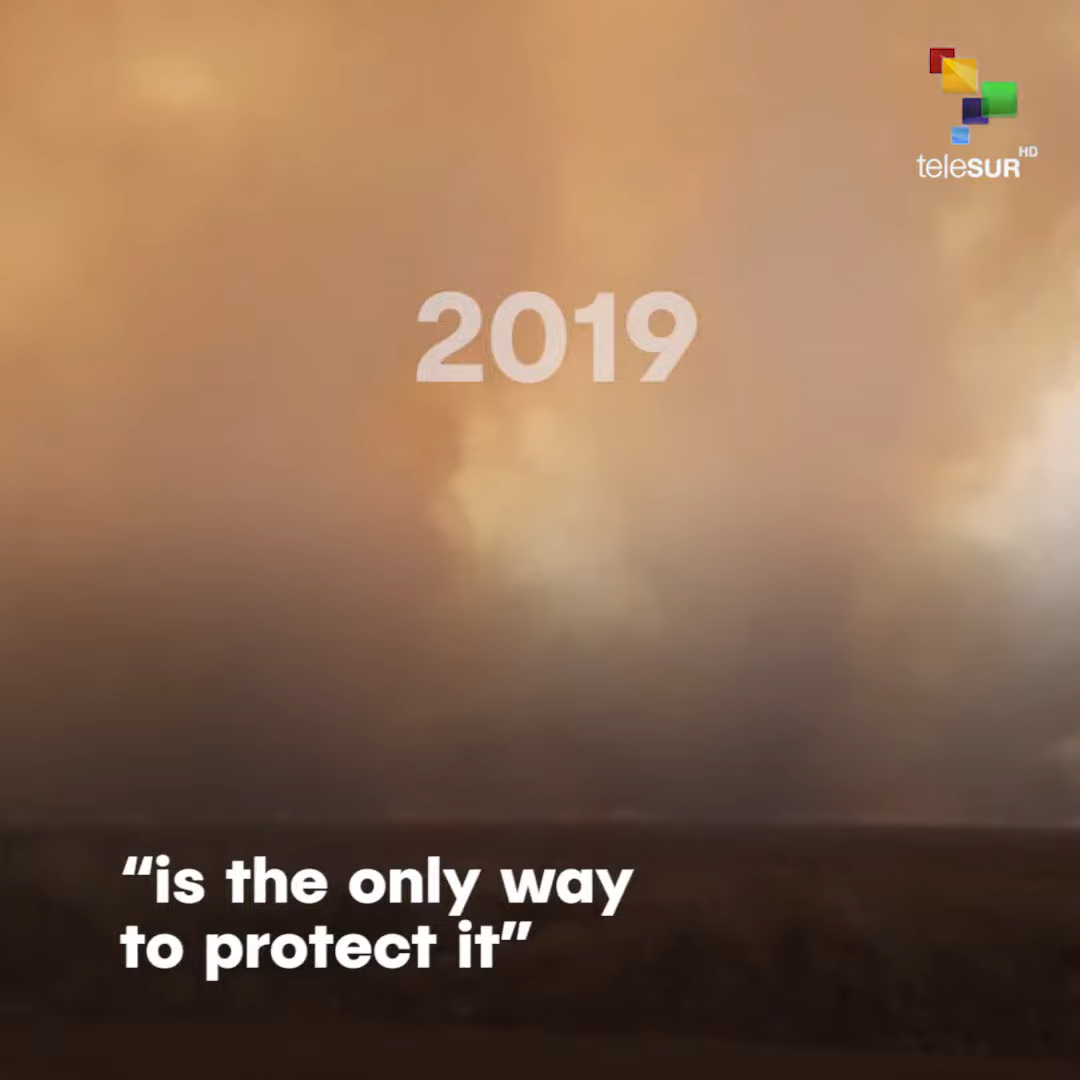 HD
teleSUR
2019
“is the only way
to protect it”